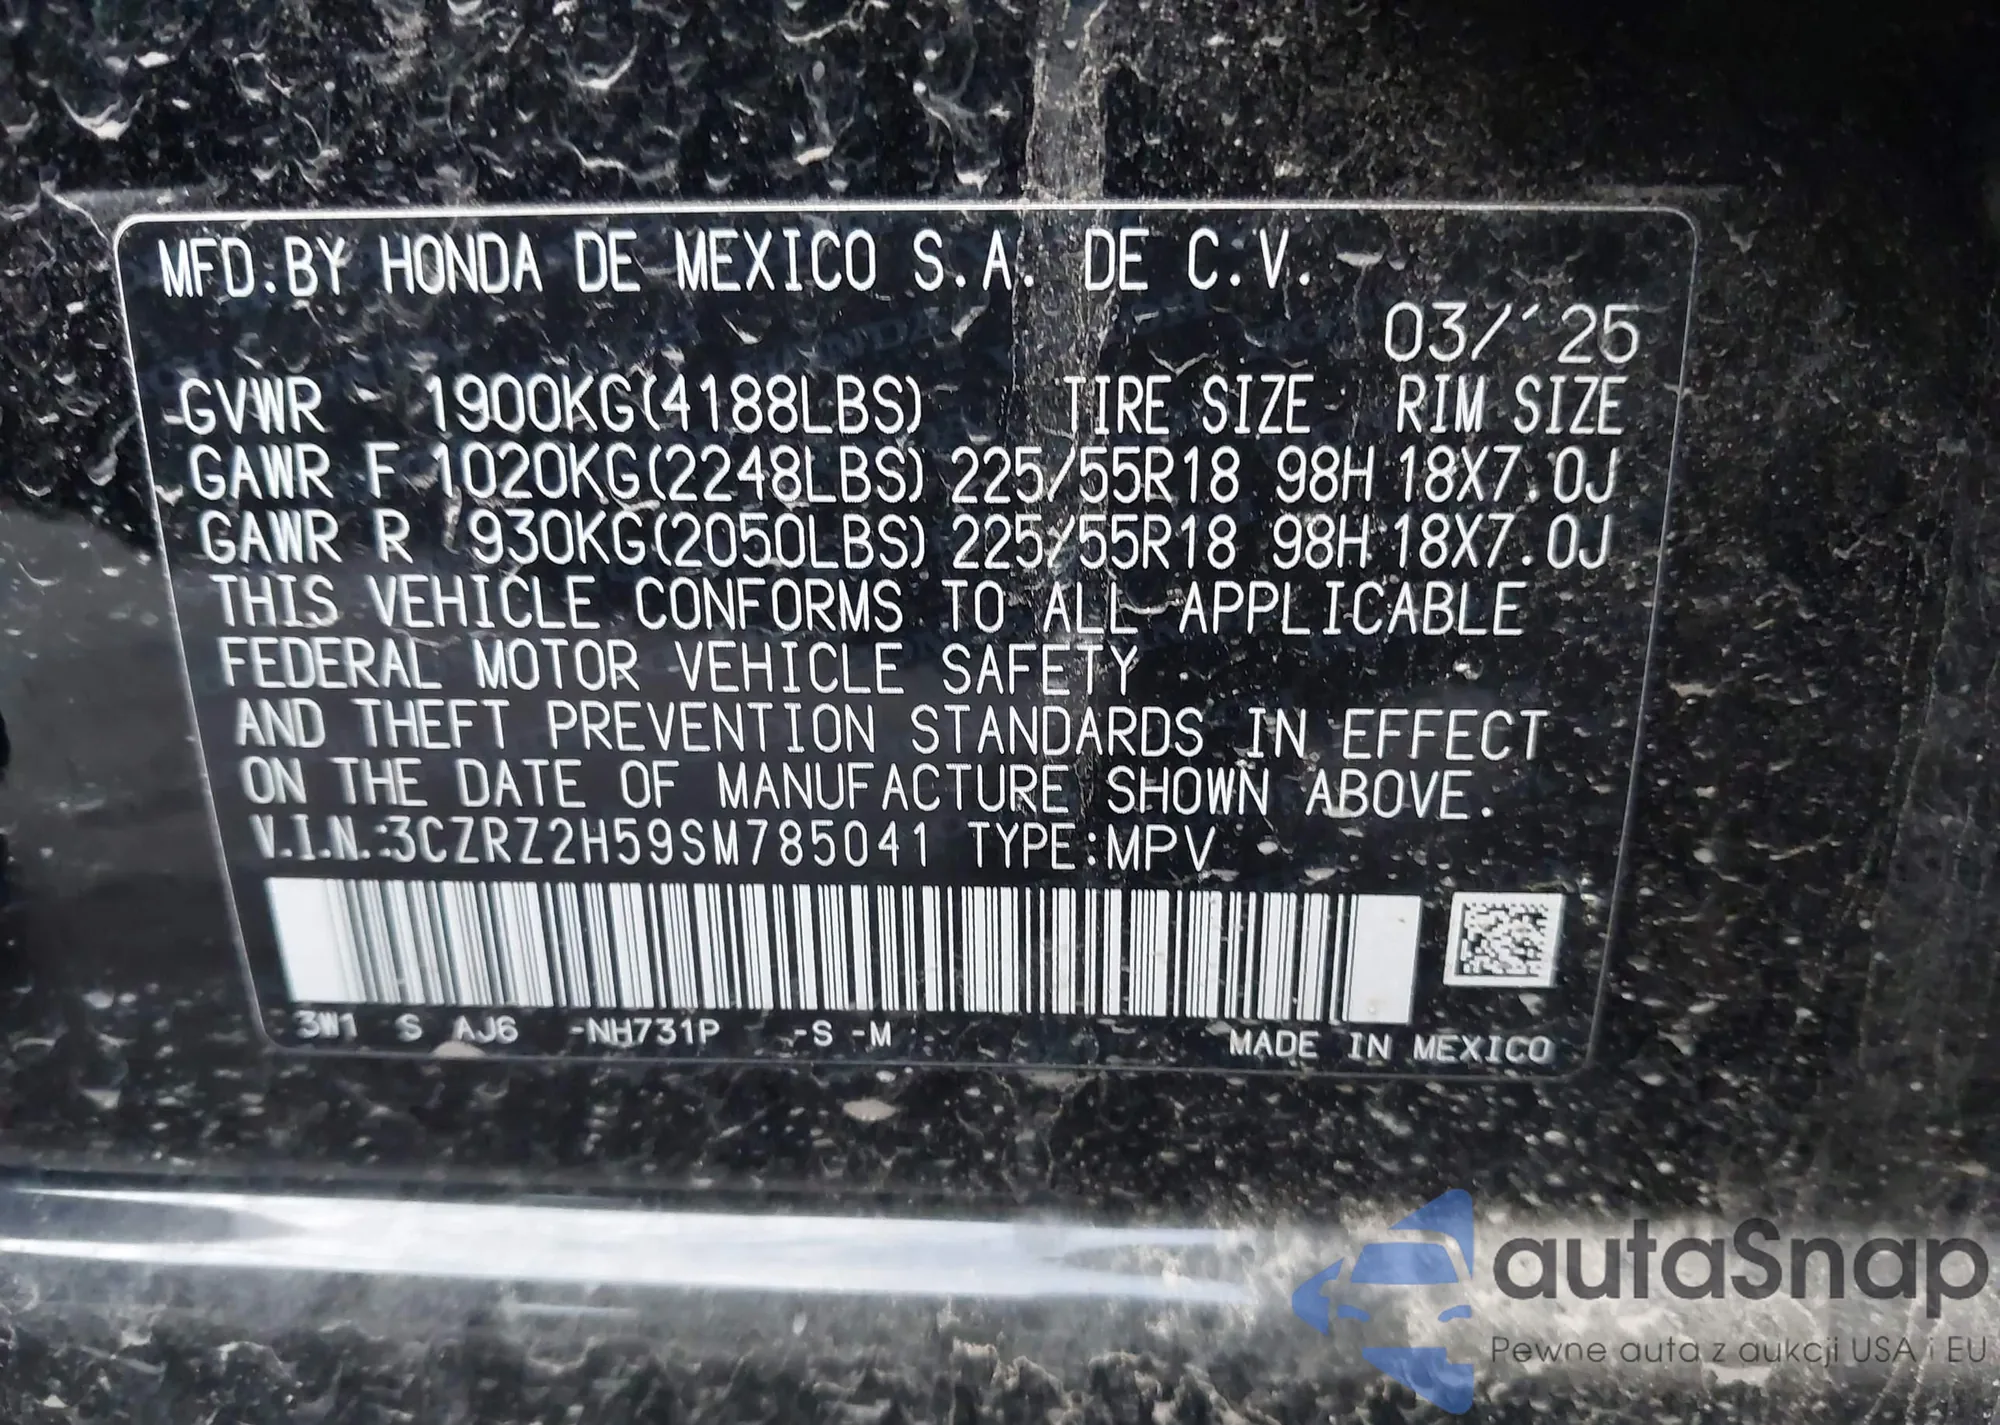 MFD.BY HONDA DE MEXICO S.A. DE C.V.
03/'25
GVWR 1900KG(4188LBS) TIRE SIZE RIM SIZE
GAWR F 1020KG(2248LBS) 225/55R18 98H 18X7.0J
GAWR R 930KG(2050LBS) 225/55R18 98H 18X7.0J
THIS VEHICLE CONFORMS TO ALL APPLICABLE
FEDERAL MOTOR VEHICLE SAFETY
AND THEFT PREVENTION STANDARDS IN EFFECT
ON THE DATE OF MANUFACTURE SHOWN ABOVE.
V.I.N.:3CZRZ2H59SM785041 TYPE:MPV
3W1 S AJ6 -NH731P -S -M MADE IN MEXICO
autaSnap
Pewne auta z aukcji USA i EU